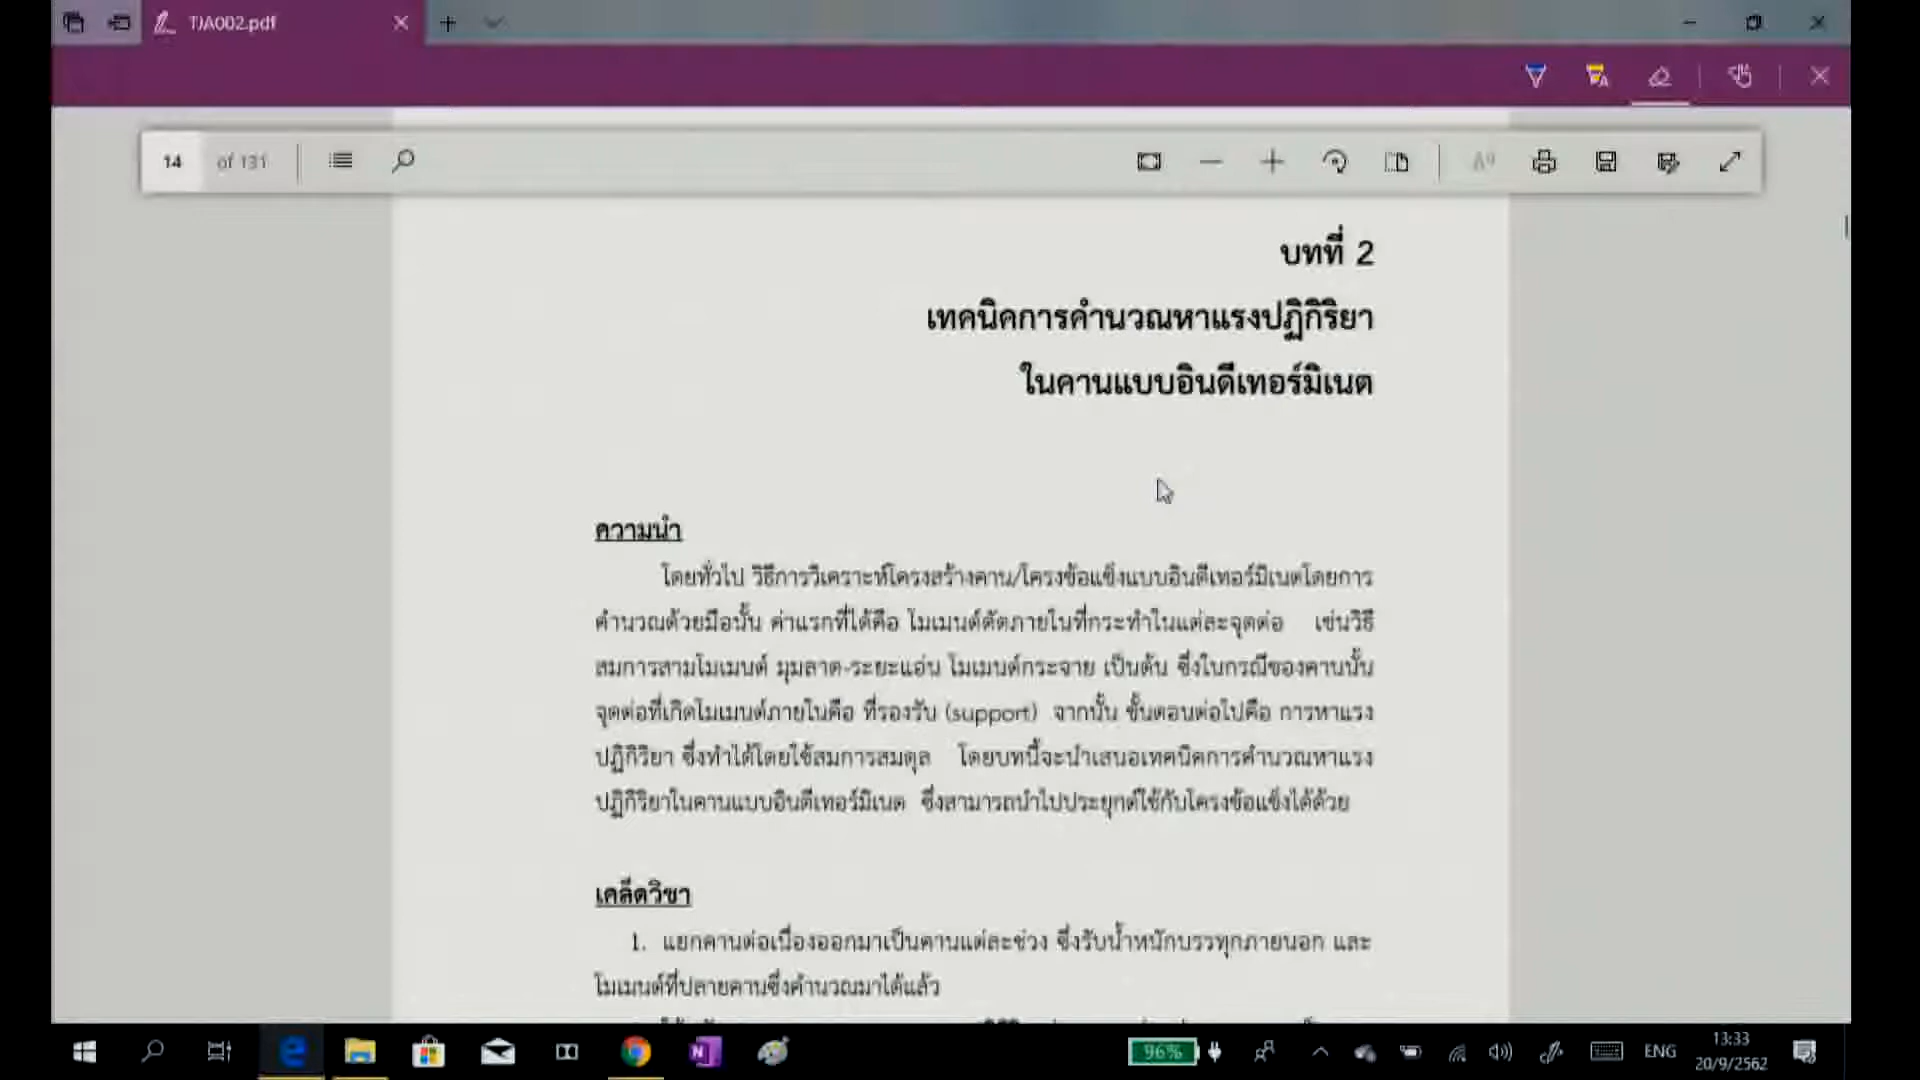 TJA002.pdf
14 of 131
บทที่ 2
เทคนิคการคำนวณหาแรงปฏิกิริยา
ในคานแบบอินดีเทอร์มิเนต
ความนำ
โดยทั่วไป วิธีการวิเคราะห์โครงสร้างคาน/โครงข้อแข็งแบบอินดีเทอร์มิเนตโดยการ
คำนวณด้วยมือนั้น ค่าแรกที่ได้คือ โมเมนต์ดัดภายในที่กระทำในแต่ละจุดต่อ เช่นวิธี
สมการสามโมเมนต์ มุมลาด-ระยะแอ่น โมเมนต์กระจาย เป็นต้น ซึ่งในกรณีของคานนั้น
จุดต่อที่เกิดโมเมนต์ภายในคือ ที่รองรับ (support) จากนั้น ขั้นตอนต่อไปคือ การหาแรง
ปฏิกิริยา ซึ่งทำได้โดยใช้สมการสมดุล โดยบทนี้จะนำเสนอเทคนิคการคำนวณหาแรง
ปฏิกิริยาในคานแบบอินดีเทอร์มิเนต ซึ่งสามารถนำไปประยุกต์ใช้กับโครงข้อแข็งได้ด้วย
เคล็ดวิชา
1. แยกคานต่อเนื่องออกมาเป็นคานแต่ละช่วง ซึ่งรับน้ำหนักบรรทุกภายนอก และ
โมเมนต์ที่ปลายคานซึ่งคำนวณมาได้แล้ว
96%
ENG
13:33
20/9/2562